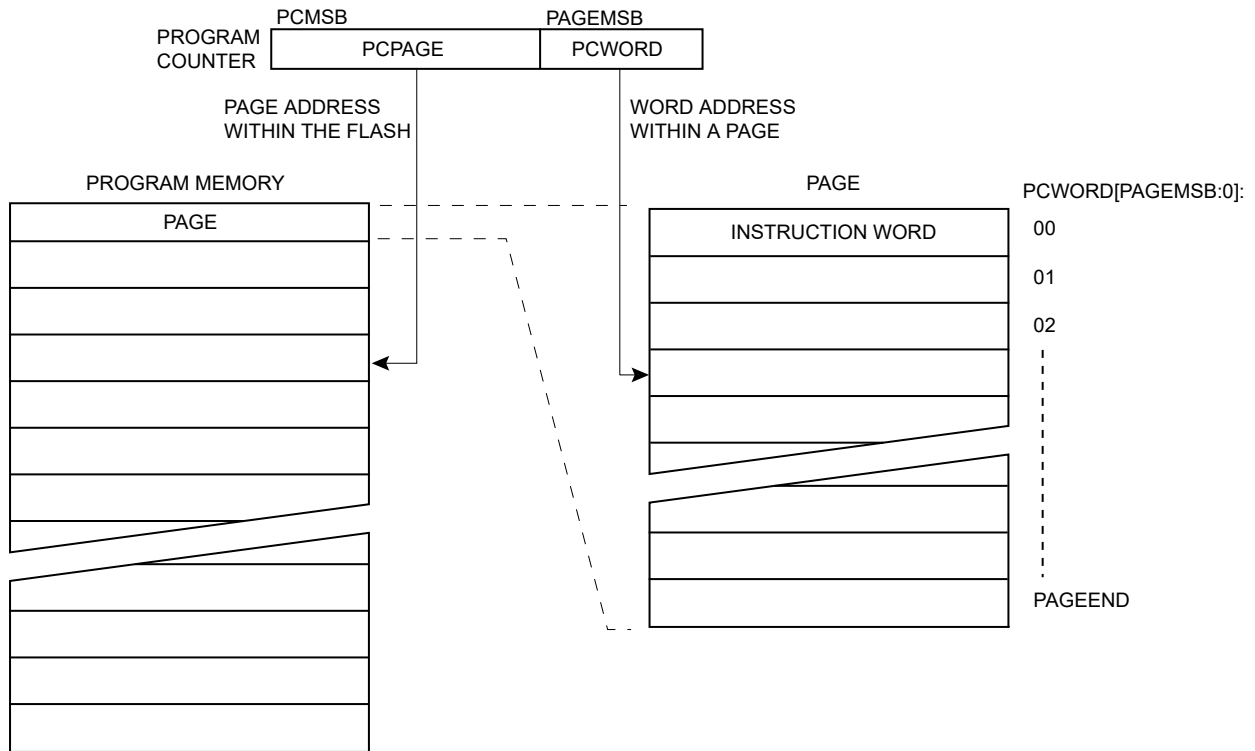 PCMSB
PAGEMSB
PROGRAM
COUNTER
PCPAGE
PCWORD
PAGE ADDRESS
WITHIN THE FLASH
WORD ADDRESS
WITHIN A PAGE
PROGRAM MEMORY
PAGE
PAGE
PCWORD[PAGEMSB:0]:
INSTRUCTION WORD
00
01
02
PAGEEND